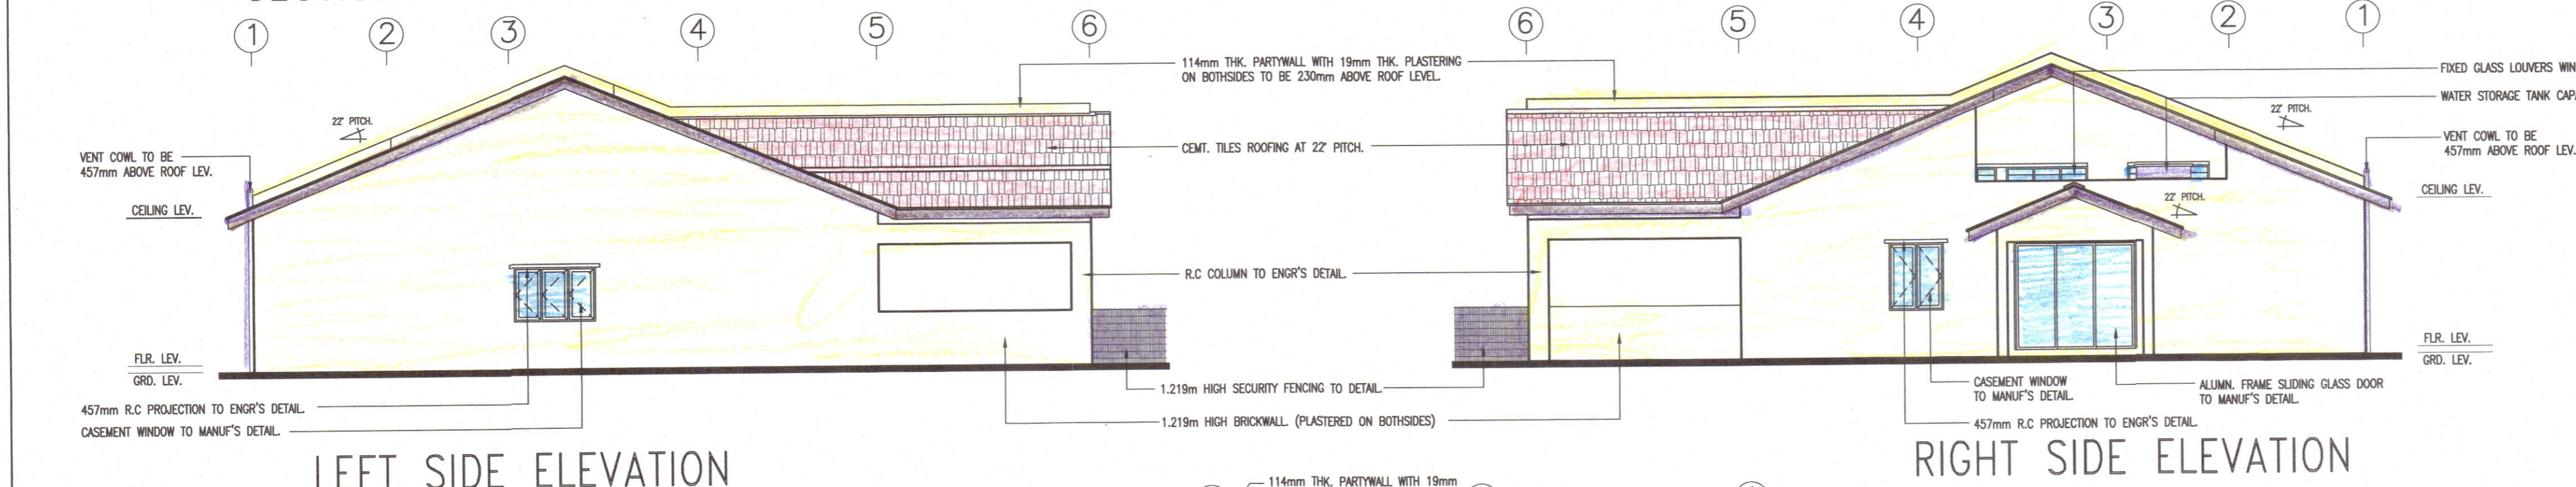 1 2 3 4 5 6
6 5 4 3 2 1
22° PITCH.
VENT COWL TO BE
457mm ABOVE ROOF LEV.
CEILING LEV.
FLR. LEV.
GRD. LEV.
457mm R.C PROJECTION TO ENGR'S DETAIL.
CASEMENT WINDOW TO MANUF'S DETAIL.
LEFT SIDE ELEVATION
114mm THK. PARTYWALL WITH 19mm THK. PLASTERING
ON BOTHSIDES TO BE 230mm ABOVE ROOF LEVEL.
CEMT. TILES ROOFING AT 22° PITCH.
R.C COLUMN TO ENGR'S DETAIL.
1.219m HIGH SECURITY FENCING TO DETAIL.
1.219m HIGH BRICKWALL. (PLASTERED ON BOTHSIDES)
FIXED GLASS LOUVERS
WATER STORAGE TANK
22° PITCH.
VENT COWL TO BE
457mm ABOVE ROOF LEV.
CEILING LEV.
22° PITCH.
FLR. LEV.
GRD. LEV.
CASEMENT WINDOW
TO MANUF'S DETAIL.
ALUMN. FRAME SLIDING GLASS DOOR
TO MANUF'S DETAIL.
457mm R.C PROJECTION TO ENGR'S DETAIL.
RIGHT SIDE ELEVATION
114mm THK. PARTYWALL WITH 19mm